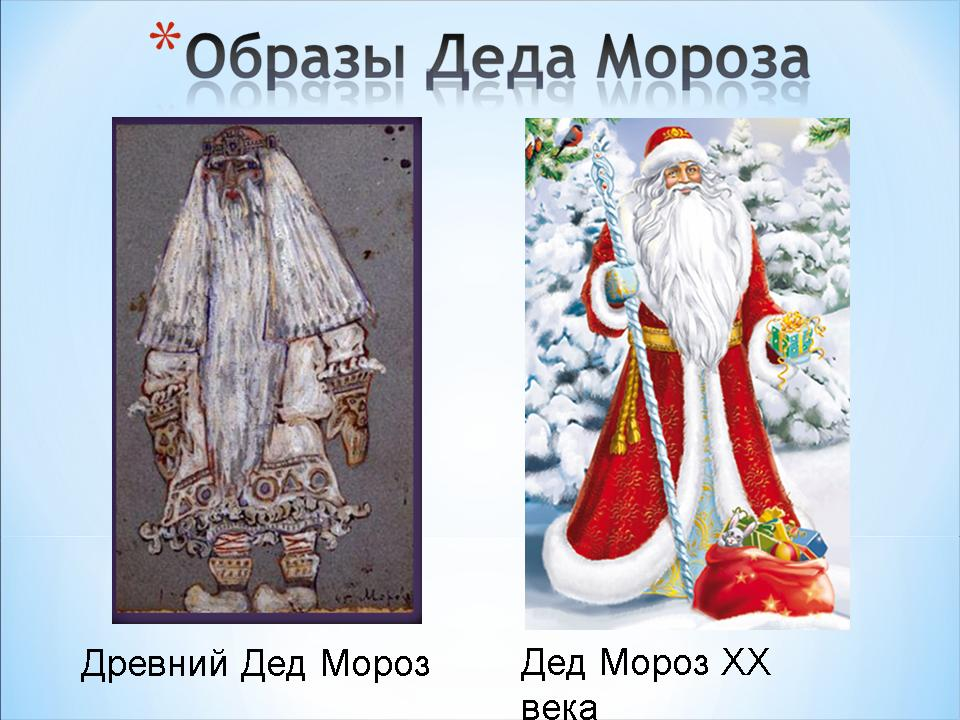 * Образы Деда Мороза
Древний Дед Мороз
Дед Мороз XX
века